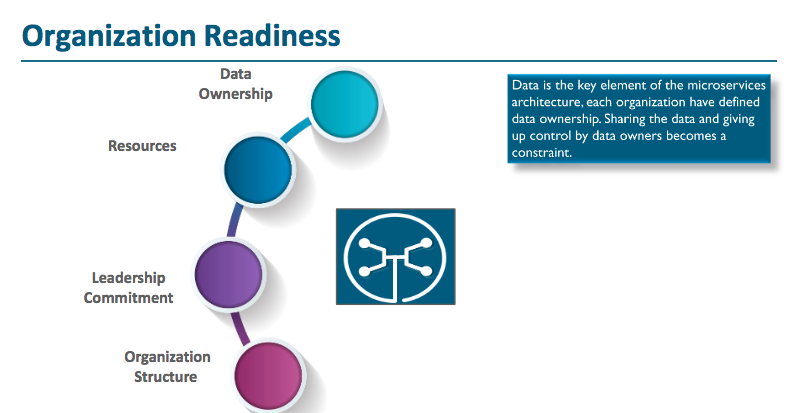 Organization Readiness
Data
Ownership
Data is the key element of the microservices
architecture, each organization have defined
data ownership. Sharing the data and giving
up control by data owners becomes a
constraint.
Resources
Leadership
Commitment
Organization
Structure